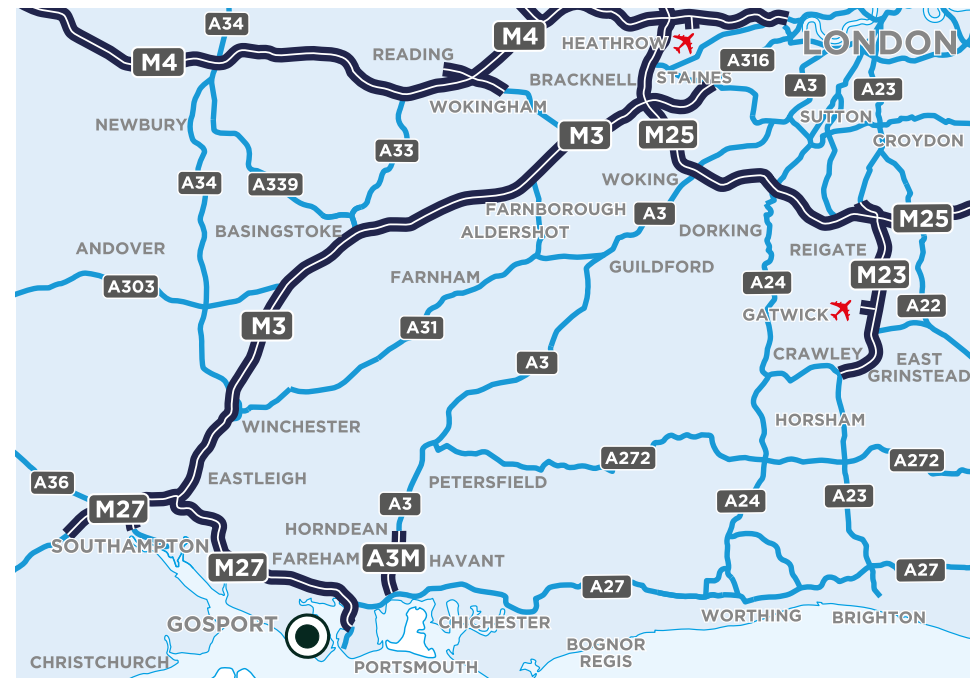 A34
M4
LONDON
HEATHROW
M4
READING
A316
BRACKNELL
STAINES
A3
A23
WOKINGHAM
SUTTON
NEWBURY
M3
M25
CROYDON
A33
A34
A339
WOKING
FARNBOROUGH
A3
M25
BASINGSTOKE
ALDERSHOT
DORKING
ANDOVER
REIGATE
FARNHAM
GUILDFORD
M23
A303
A24
A22
GATWICK
M3
A31
CRAWLEY
EAST
GRINSTEAD
A3
WINCHESTER
HORSHAM
A272
A272
EASTLEIGH
PETERSFIELD
A36
A24
A23
A3
M27
HORNDEAN
SOUTHAMPTON
FAREHAM
A3M
HAVANT
M27
A27
A27
GOSPORT
CHICHESTER
WORTHING
BRIGHTON
BOGNOR
REGIS
CHRISTCHURCH
PORTSMOUTH